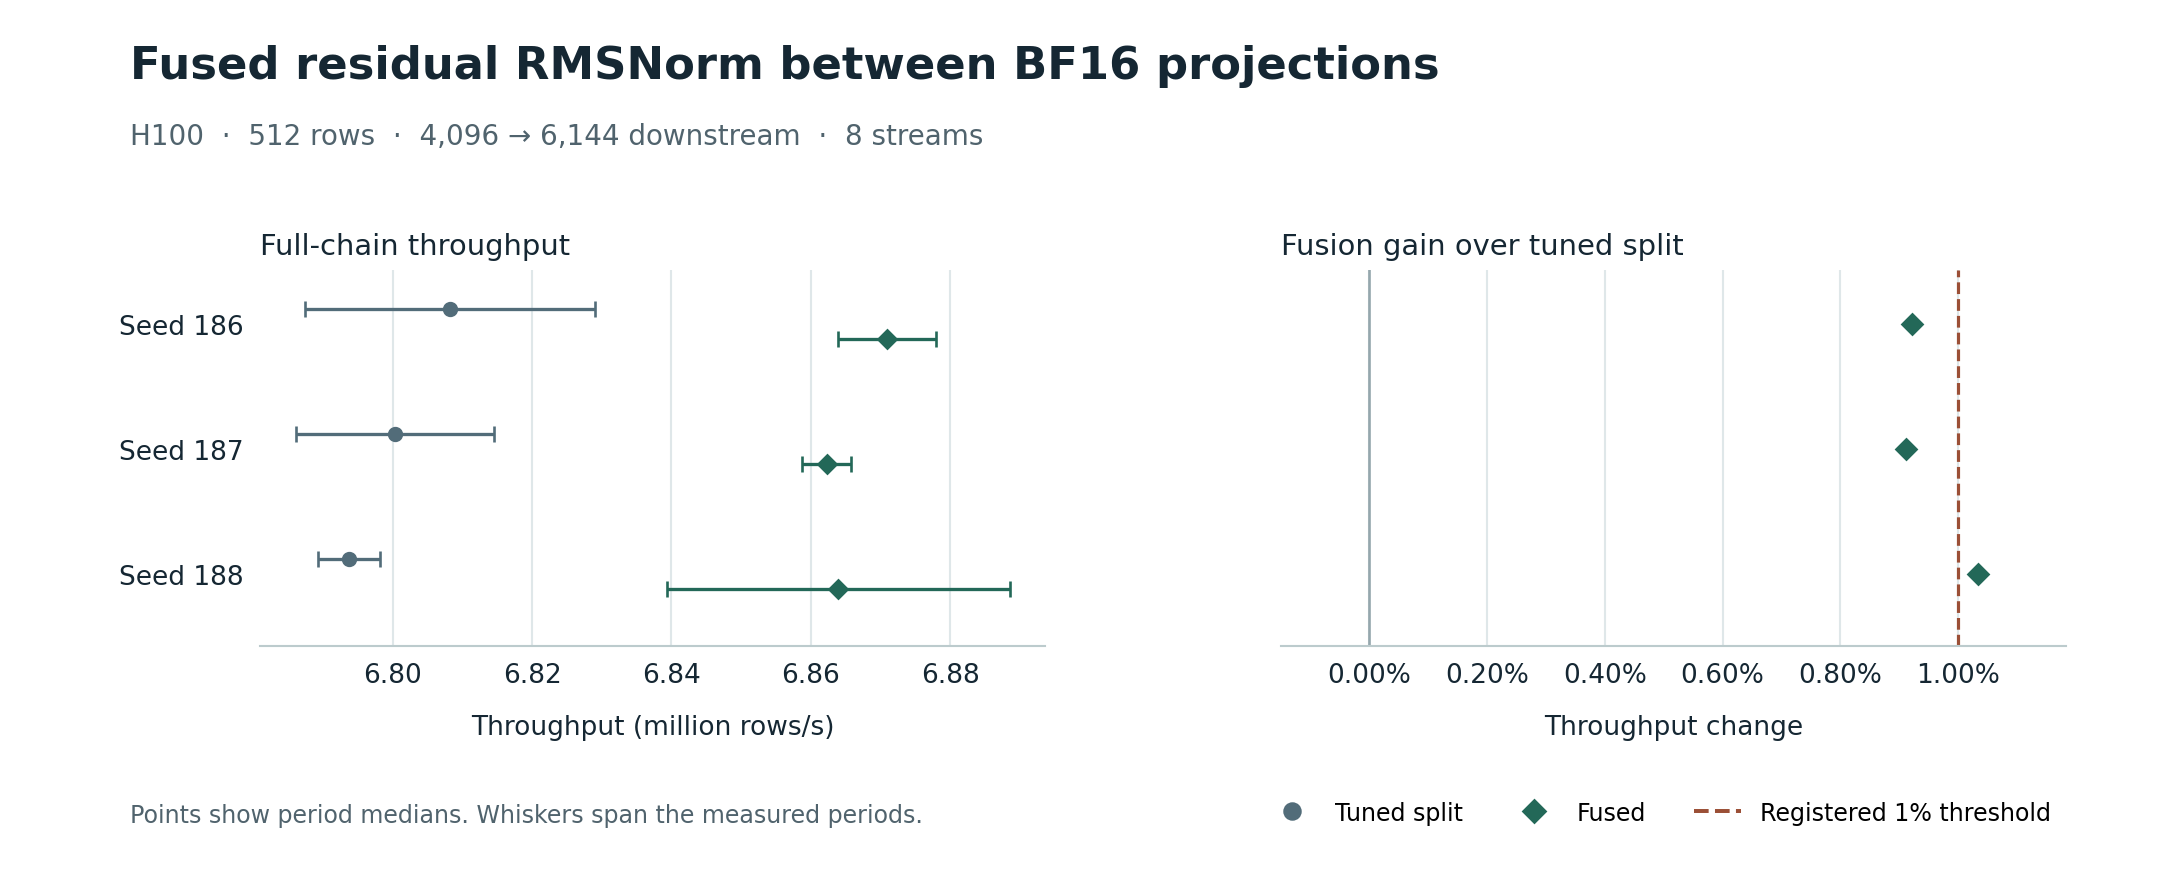 Fused residual RMSNorm between BF16 projections
H100 · 512 rows · 4,096 → 6,144 downstream · 8 streams
Full-chain throughput
Seed 186
Seed 187
Seed 188
6.80 6.82 6.84 6.86 6.88
Throughput (million rows/s)
Fusion gain over tuned split
0.00% 0.20% 0.40% 0.60% 0.80% 1.00%
Throughput change
Points show period medians. Whiskers span the measured periods.
Tuned split Fused Registered 1% threshold